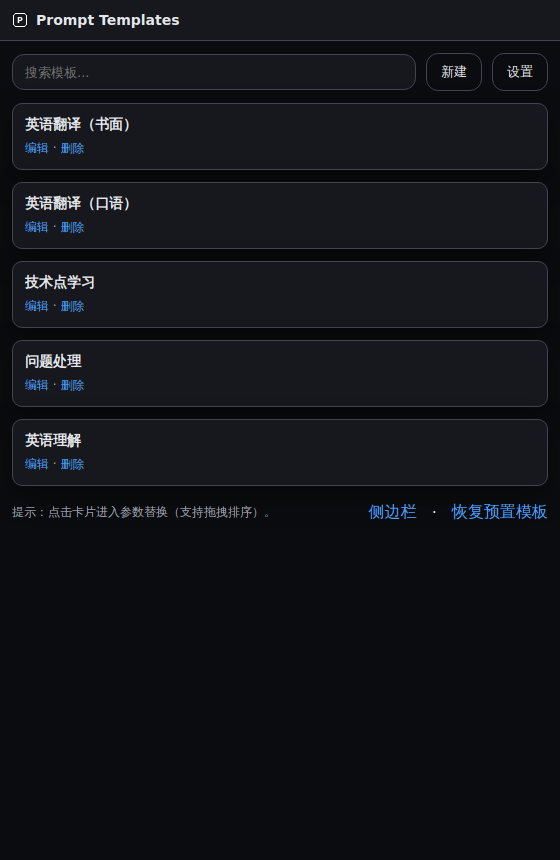 P Prompt Templates
搜索模板... 新建 设置
英语翻译（书面）
编辑 · 删除
英语翻译（口语）
编辑 · 删除
技术点学习
编辑 · 删除
问题处理
编辑 · 删除
英语理解
编辑 · 删除
提示：点击卡片进入参数替换（支持拖拽排序）。 侧边栏 · 恢复预置模板